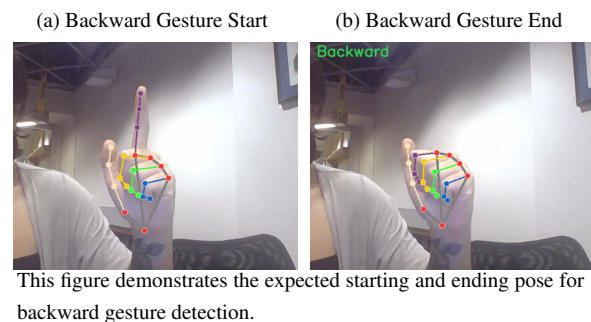 (a) Backward Gesture Start
(b) Backward Gesture End
Backward
This figure demonstrates the expected starting and ending pose for
backward gesture detection.